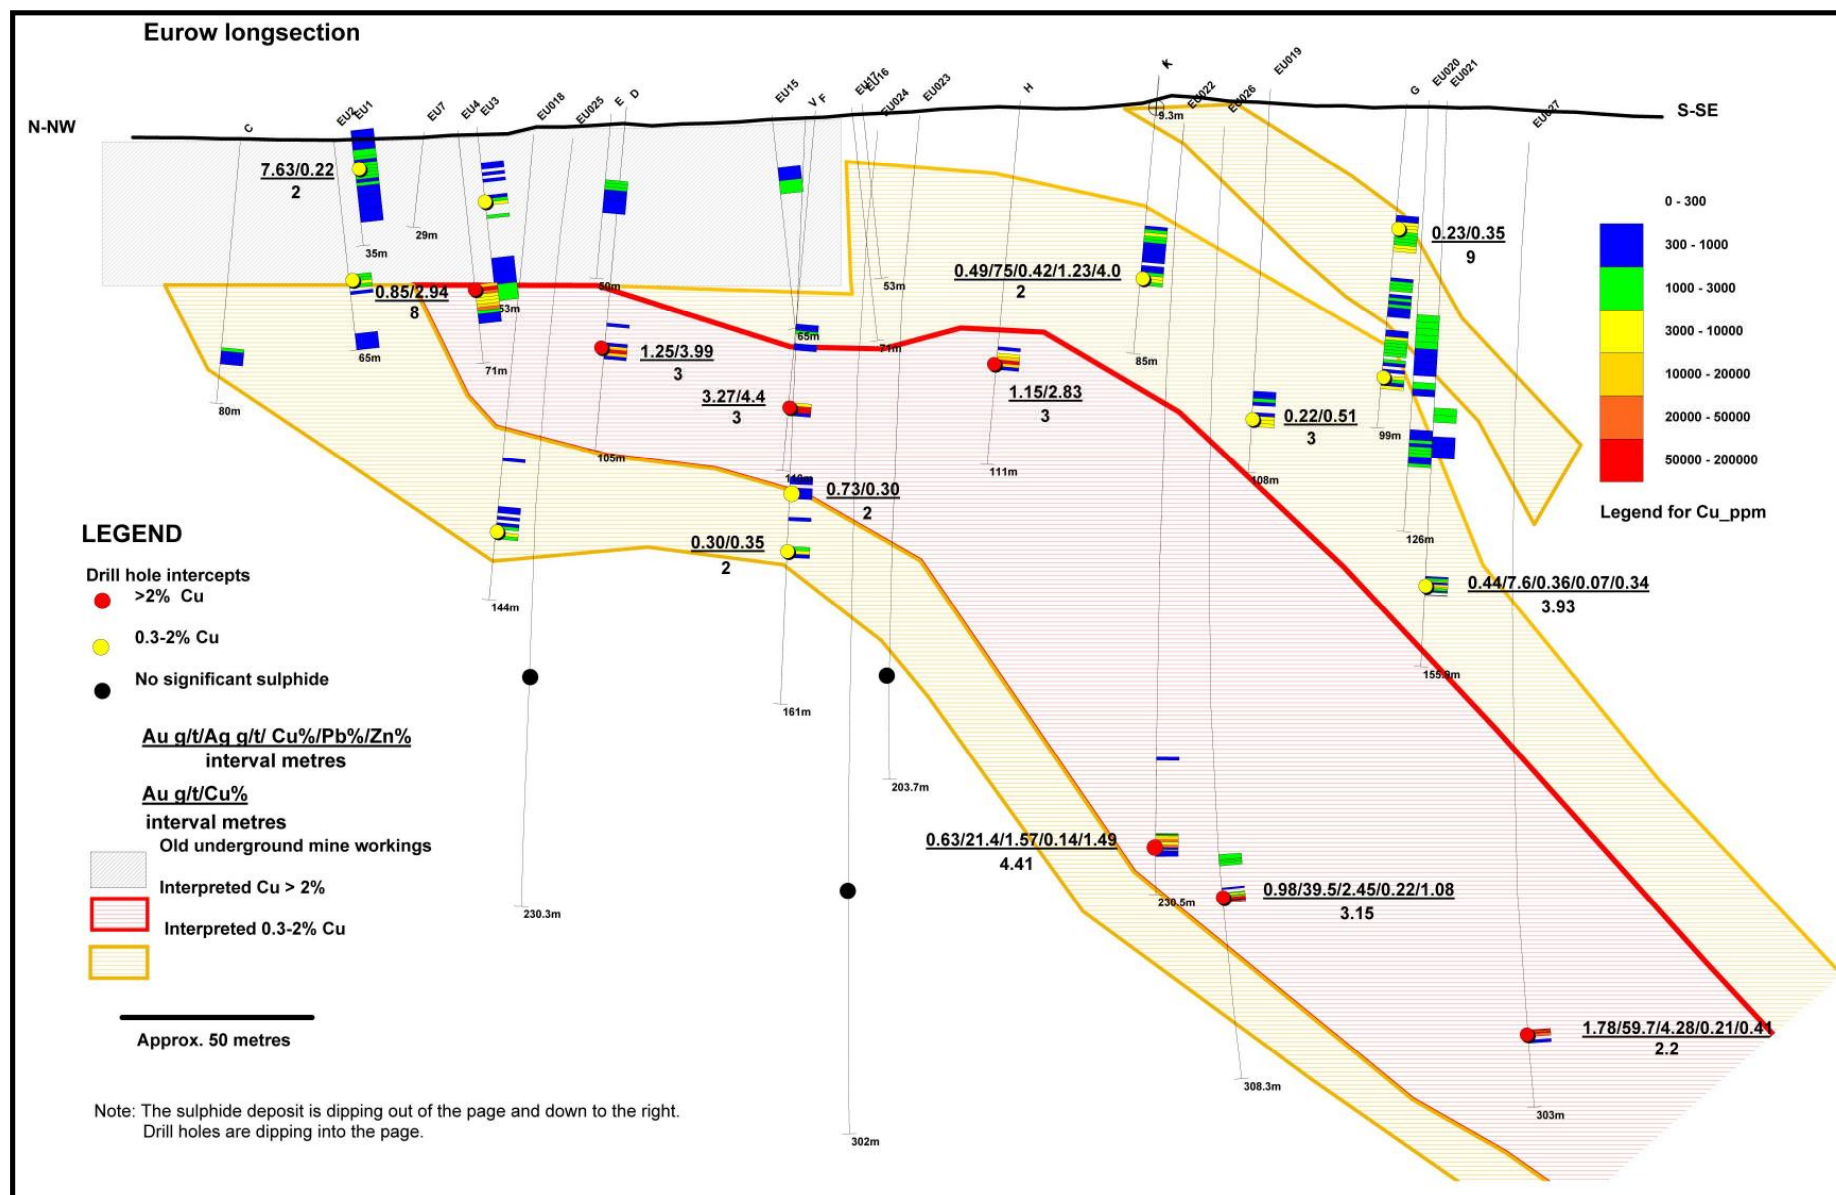 Eurow longsection
N-NW
S-SE
C
EU2
EU1
EU7
EU4
EU3
EU018
EU025
E
D
EU15
V
F
EU17
EU16
EU024
EU023
H
K
9.3m
EU022
EU026
EU019
G
EU020
EU021
EU027
7.63/0.22
2
35m
29m
0.85/2.94
8
53m
65m
71m
80m
50m
1.25/3.99
3
105m
65m
71m
53m
3.27/4.4
3
0.73/0.30
2
0.30/0.35
2
144m
161m
230.3m
203.7m
302m
0.49/75/0.42/1.23/4.0
2
85m
1.15/2.83
3
111m
0.22/0.51
3
108m
0.23/0.35
9
99m
126m
0.44/7.6/0.36/0.07/0.34
3.93
155.9m
0.63/21.4/1.57/0.14/1.49
4.41
230.5m
0.98/39.5/2.45/0.22/1.08
3.15
308.3m
1.78/59.7/4.28/0.21/0.41
2.2
303m
0 - 300
300 - 1000
1000 - 3000
3000 - 10000
10000 - 20000
20000 - 50000
50000 - 200000
Legend for Cu_ppm
LEGEND
Drill hole intercepts
>2% Cu
0.3-2% Cu
No significant sulphide
Au g/t/Ag g/t/ Cu%/Pb%/Zn%
interval metres
Au g/t/Cu%
interval metres
Old underground mine workings
Interpreted Cu > 2%
Interpreted 0.3-2% Cu
Approx. 50 metres
Note: The sulphide deposit is dipping out of the page and down to the right.
Drill holes are dipping into the page.